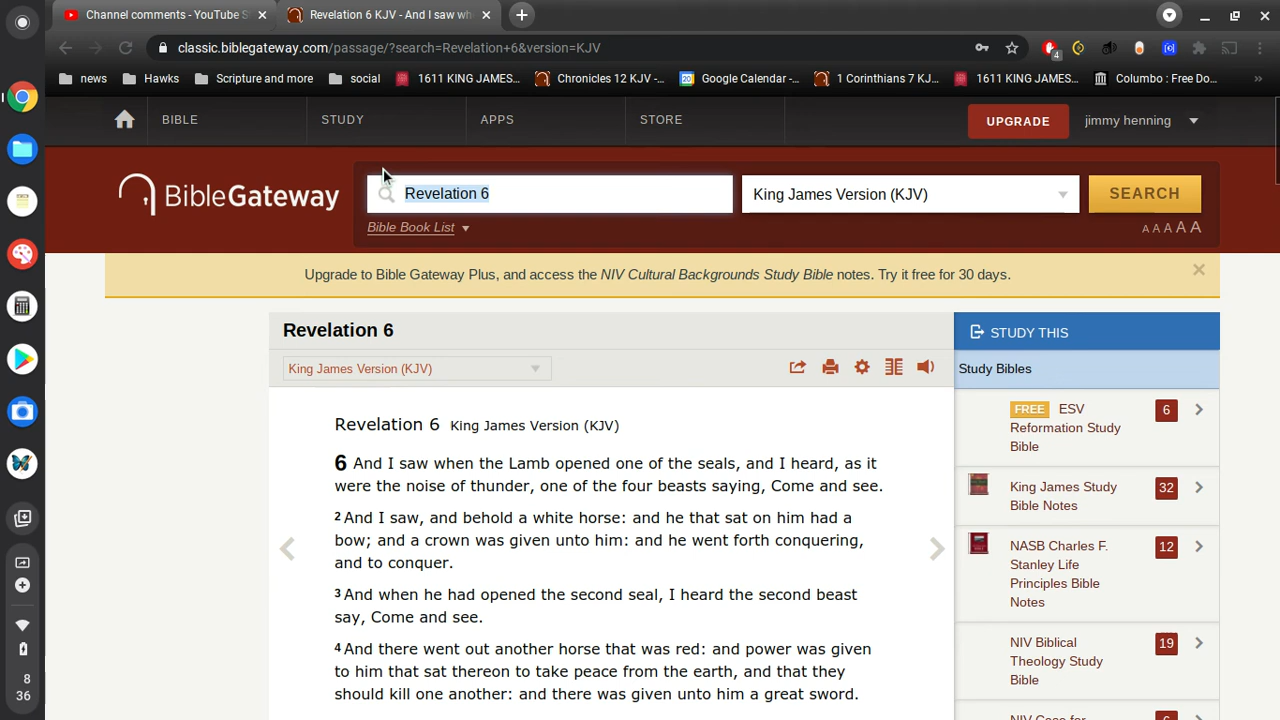 Channel comments - YouTube S
Revelation 6 KJV - And I saw wh
classic.biblegateway.com/passage/?search=Revelation+6&version=KJV
4
news
Hawks
Scripture and more
social
1611 KING JAMES...
Chronicles 12 KJV -...
Google Calendar -...
1 Corinthians 7 KJ...
1611 KING JAMES...
Columbo : Free Do...
»
BIBLE
STUDY
APPS
STORE
UPGRADE
jimmy henning
BibleGateway
Revelation 6
King James Version (KJV)
SEARCH
Bible Book List
A A A A A
Upgrade to Bible Gateway Plus, and access the NIV Cultural Backgrounds Study Bible notes. Try it free for 30 days.
Revelation 6
King James Version (KJV)
Revelation 6 King James Version (KJV)
6 And I saw when the Lamb opened one of the seals, and I heard, as it
were the noise of thunder, one of the four beasts saying, Come and see.
2 And I saw, and behold a white horse: and he that sat on him had a
bow; and a crown was given unto him: and he went forth conquering,
and to conquer.
3 And when he had opened the second seal, I heard the second beast
say, Come and see.
4 And there went out another horse that was red: and power was given
to him that sat thereon to take peace from the earth, and that they
should kill one another: and there was given unto him a great sword.
STUDY THIS
Study Bibles
FREE ESV
Reformation Study
Bible
6
King James Study
Bible Notes
32
NASB Charles F.
Stanley Life
Principles Bible
Notes
12
NIV Biblical
Theology Study
Bible
19
NIV Case for
8
36